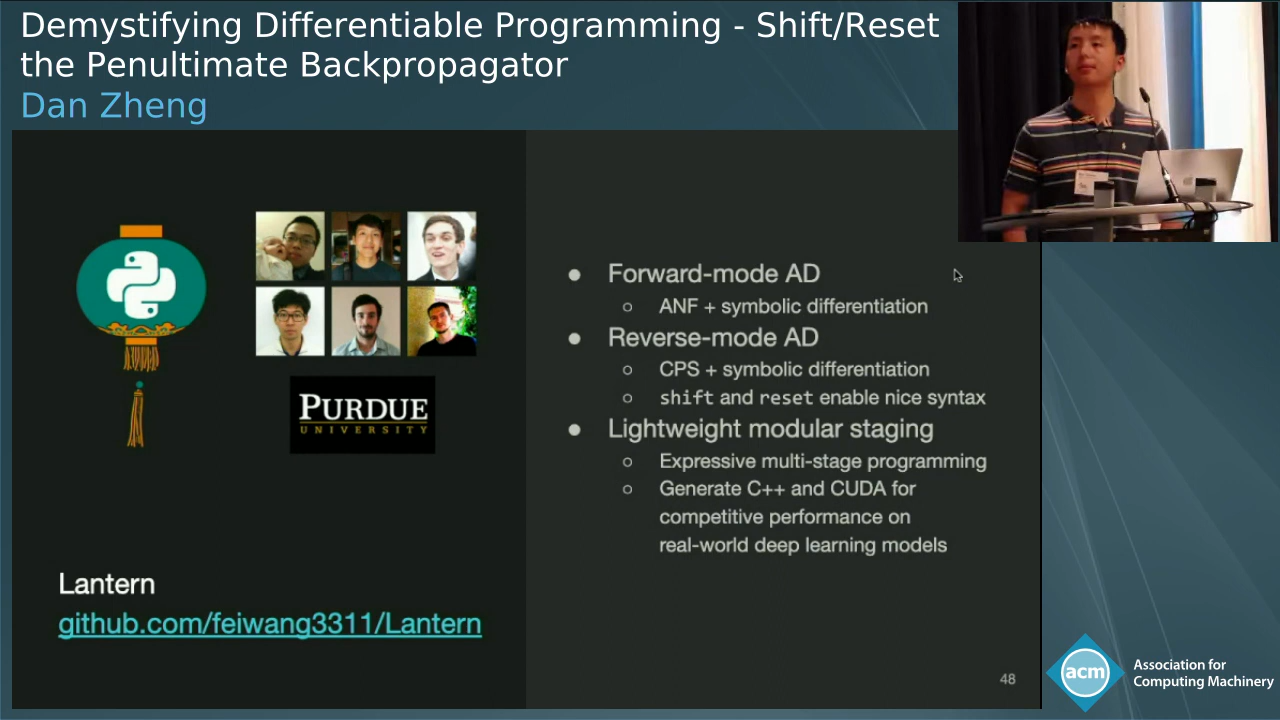 Demystifying Differentiable Programming - Shift/Reset
the Penultimate Backpropagator
Dan Zheng
● Forward-mode AD
○ ANF + symbolic differentiation
● Reverse-mode AD
○ CPS + symbolic differentiation
○ shift and reset enable nice syntax
● Lightweight modular staging
○ Expressive multi-stage programming
○ Generate C++ and CUDA for
competitive performance on
real-world deep learning models
PURDUE
UNIVERSITY
Lantern
github.com/feiwang3311/Lantern
48
acm
Association for
Computing Machinery